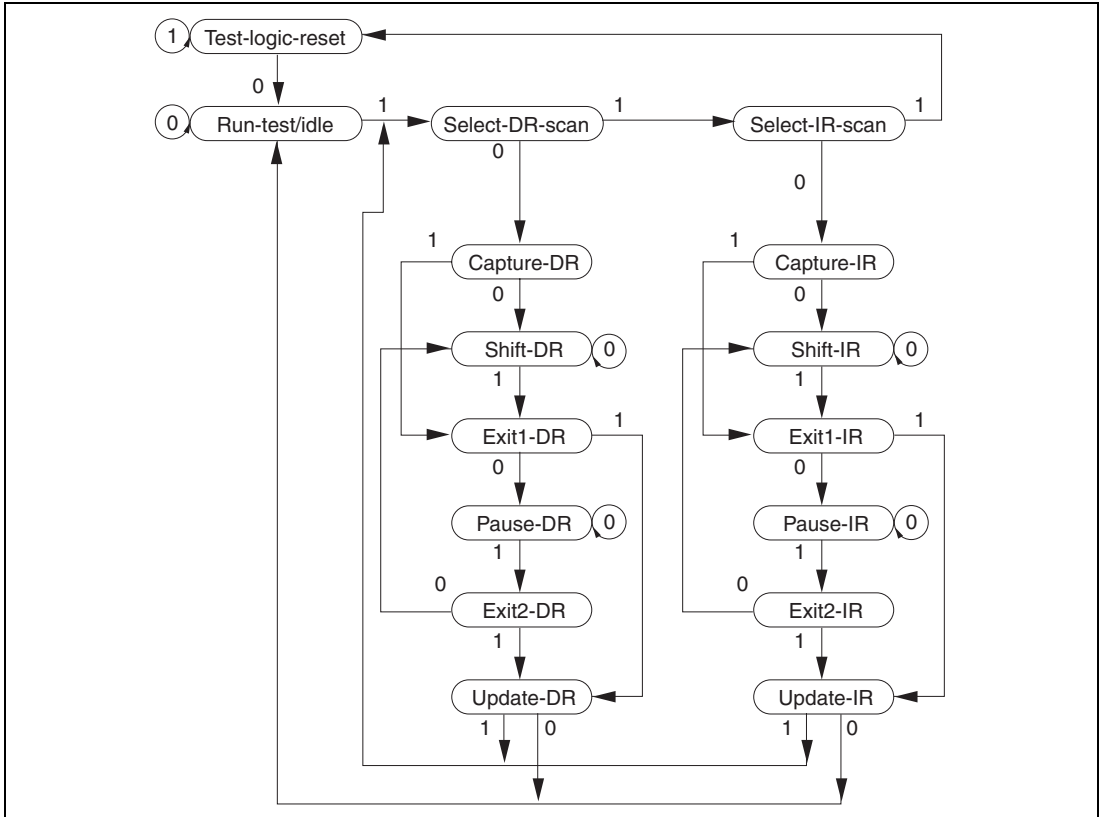 1 Test-logic-reset
0
0 Run-test/idle 1 Select-DR-scan 1 Select-IR-scan 1
0 0
1 Capture-DR 1 Capture-IR
0 0
Shift-DR 0 Shift-IR 0
1 1
Exit1-DR 1 Exit1-IR 1
0 0
Pause-DR 0 Pause-IR 0
1 1
0 Exit2-DR 0 Exit2-IR
1 1
Update-DR Update-IR
1 0 1 0